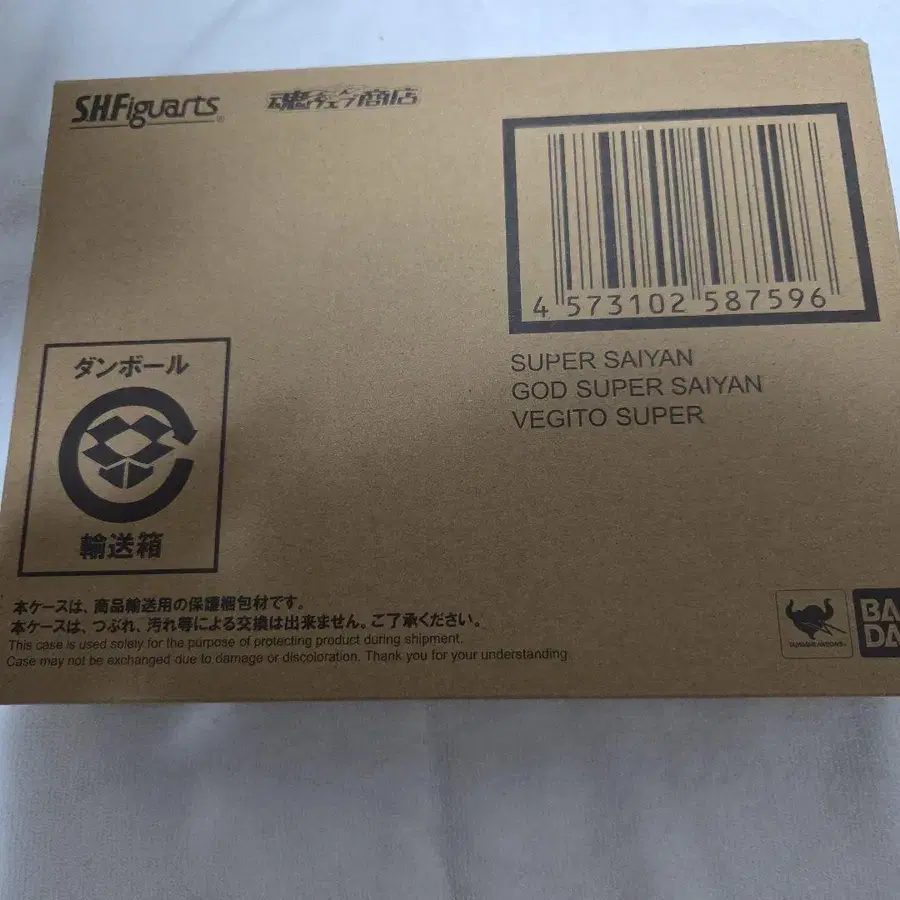 S.H.Figuarts
魂ウェブ商店
4 573102 587596
SUPER SAIYAN
GOD SUPER SAIYAN
VEGITO SUPER
ダンボール
輸送箱
本ケースは、商品輸送用の保護梱包材です。
本ケースは、つぶれ、汚れ等による交換は出来ません。ご了承ください。
This case is used solely for the purpose of protecting product during shipment.
Case may not be exchanged due to damage or discoloration. Thank you for your understanding.
BA
DA